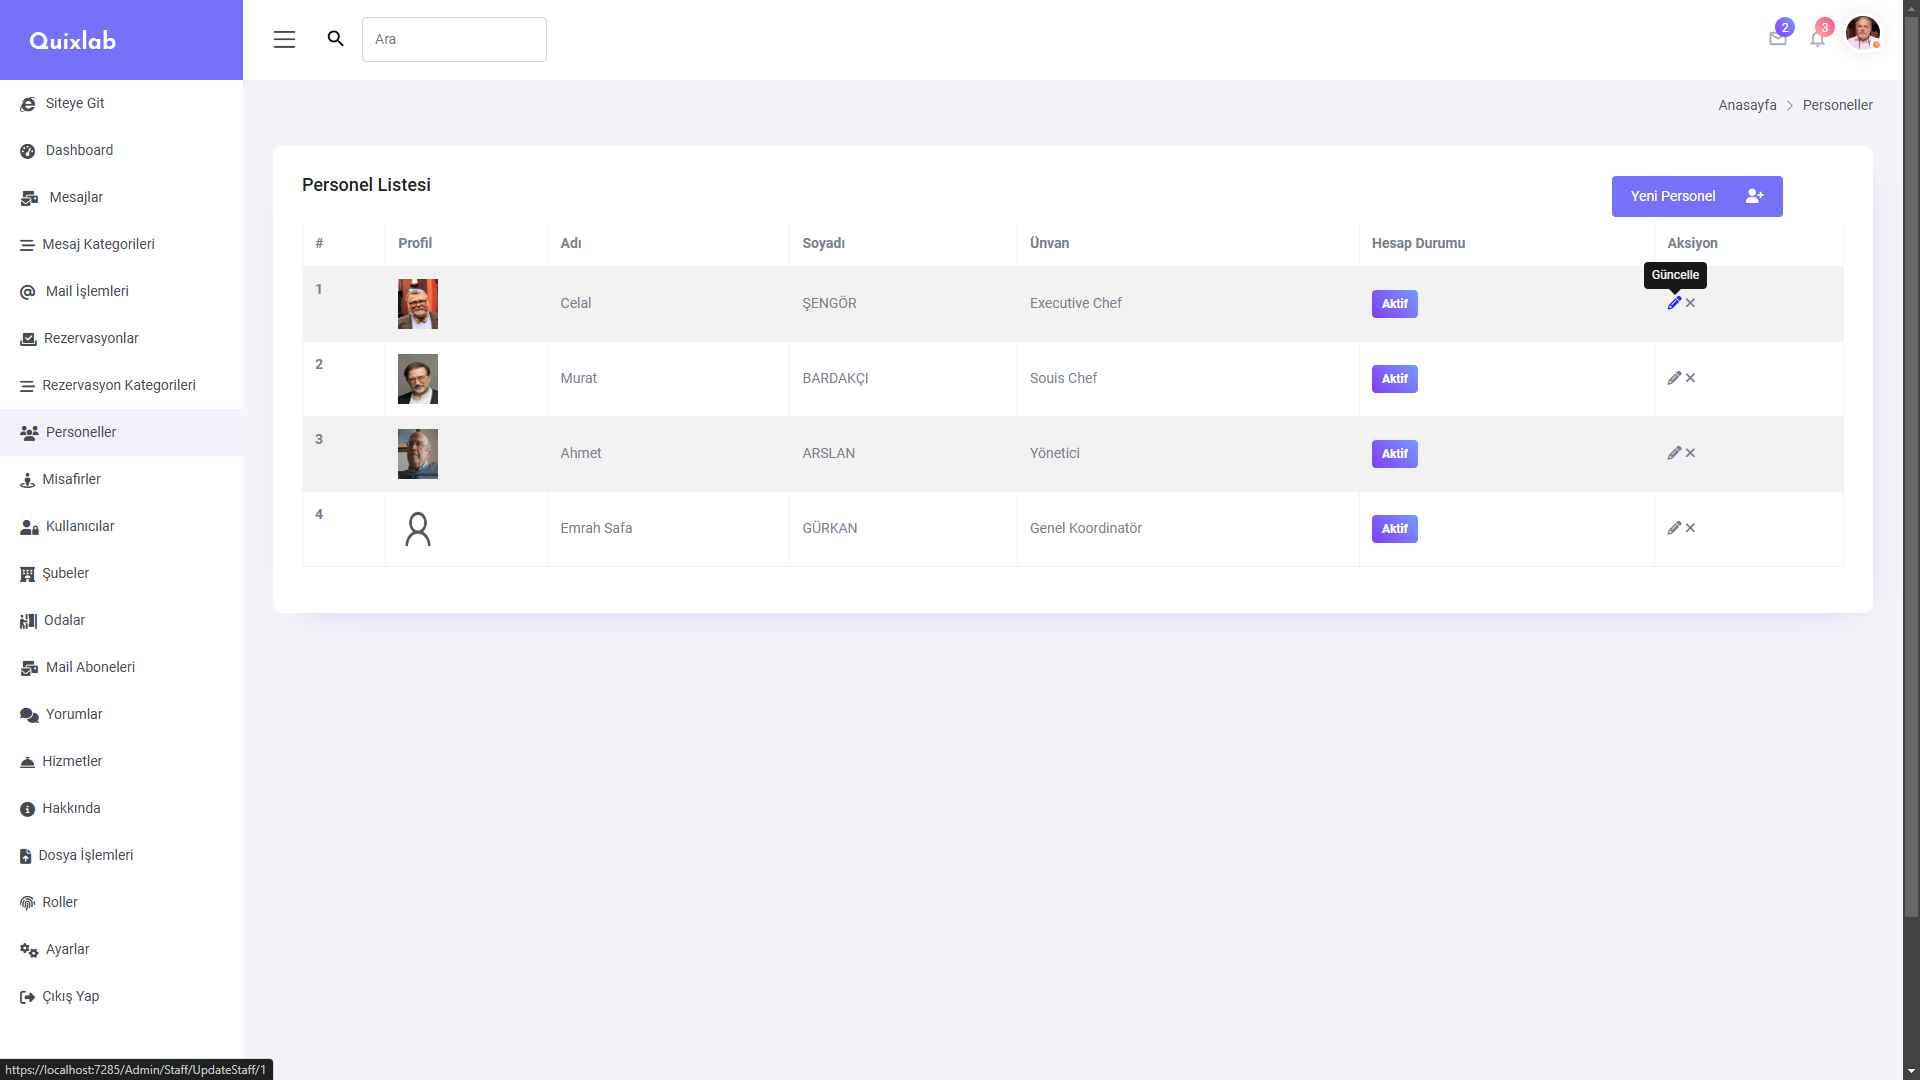 Quixlab
Ara
2
3
Siteye Git
Dashboard
Mesajlar
Mesaj Kategorileri
Mail İşlemleri
Rezervasyonlar
Rezervasyon Kategorileri
Personeller
Misafirler
Kullanıcılar
Şubeler
Odalar
Mail Aboneleri
Yorumlar
Hizmetler
Hakkında
Dosya İşlemleri
Roller
Ayarlar
Çıkış Yap
Anasayfa > Personeller
Personel Listesi
Yeni Personel
# Profil Adı Soyadı Ünvan Hesap Durumu Aksiyon
Güncelle
1 Celal ŞENGÖR Executive Chef Aktif
2 Murat BARDAKÇI Souis Chef Aktif
3 Ahmet ARSLAN Yönetici Aktif
4 Emrah Safa GÜRKAN Genel Koordinatör Aktif
https://localhost:7285/Admin/Staff/UpdateStaff/1